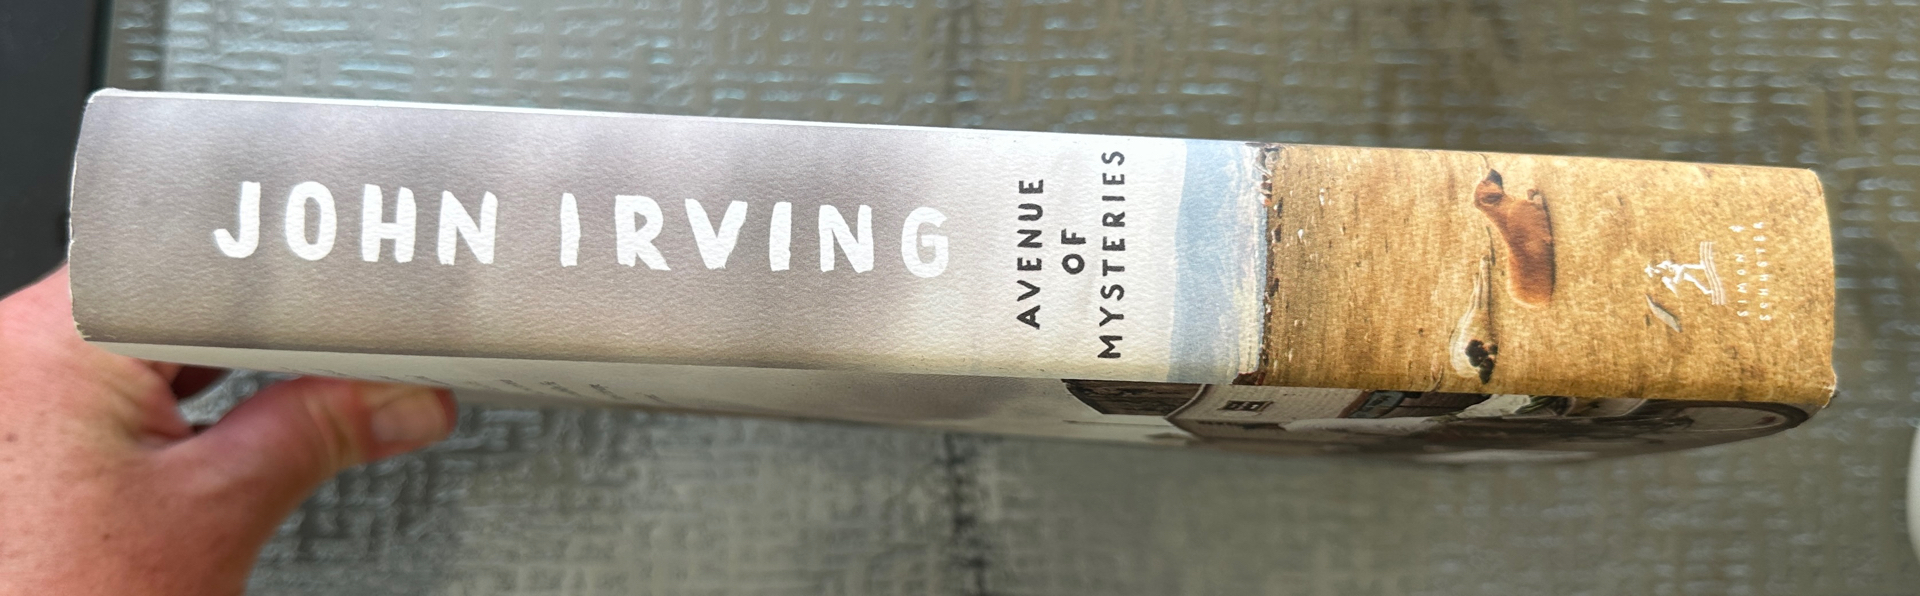 JOHN IRVING
AVENUE
OF
MYSTERIES
SIMON &
SCHUSTER